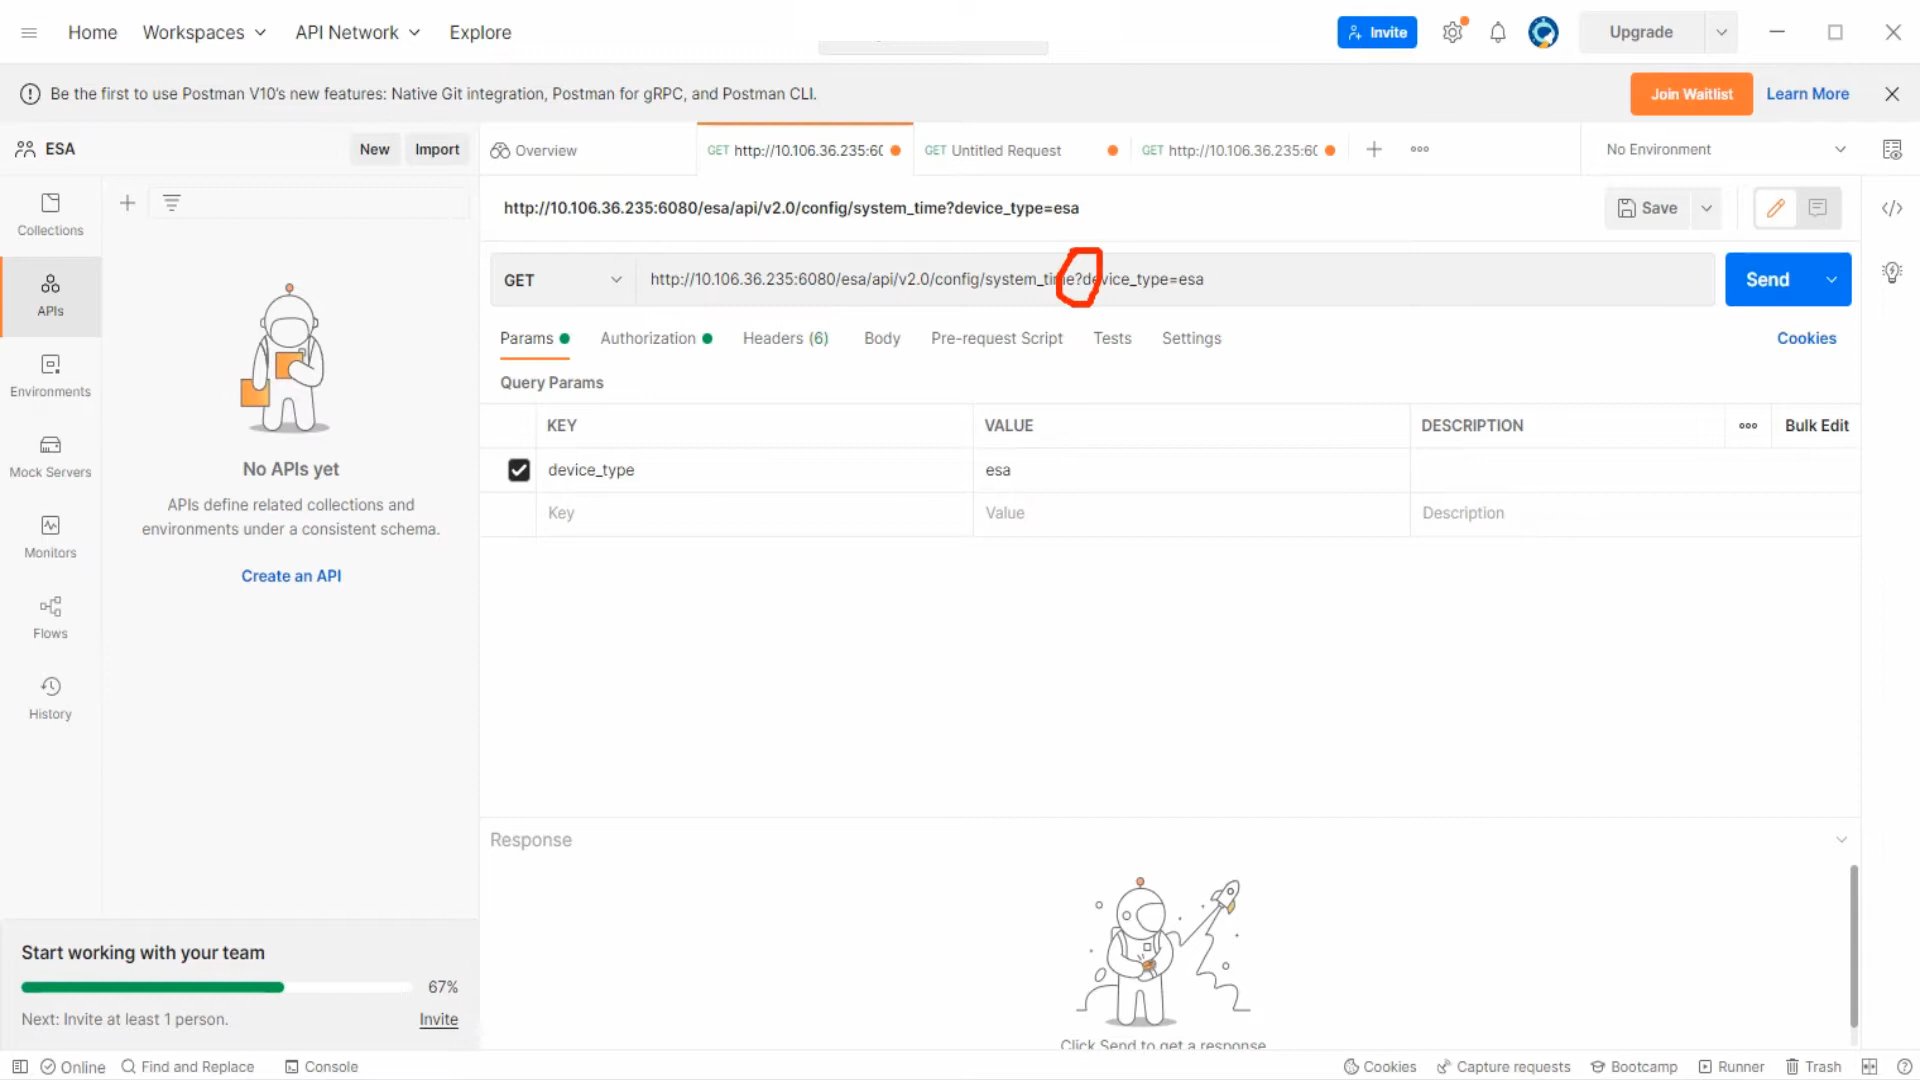 Home Workspaces API Network Explore Invite Upgrade
Be the first to use Postman V10's new features: Native Git integration, Postman for gRPC, and Postman CLI. Join Waitlist Learn More
ESA New Import Overview GET http://10.106.36.235:60 GET Untitled Request GET http://10.106.36.235:60 No Environment
Collections
APIs
Environments
Mock Servers
Monitors
Flows
History
No APIs yet
APIs define related collections and
environments under a consistent schema.
Create an API
Start working with your team
67%
Next: Invite at least 1 person. Invite
http://10.106.36.235:6080/esa/api/v2.0/config/system_time?device_type=esa Save
GET http://10.106.36.235:6080/esa/api/v2.0/config/system_time?device_type=esa Send
Params Authorization Headers (6) Body Pre-request Script Tests Settings Cookies
Query Params
KEY VALUE DESCRIPTION Bulk Edit
device_type esa
Key Value Description
Response
Click Send to get a response
Online Find and Replace Console Cookies Capture requests Bootcamp Runner Trash